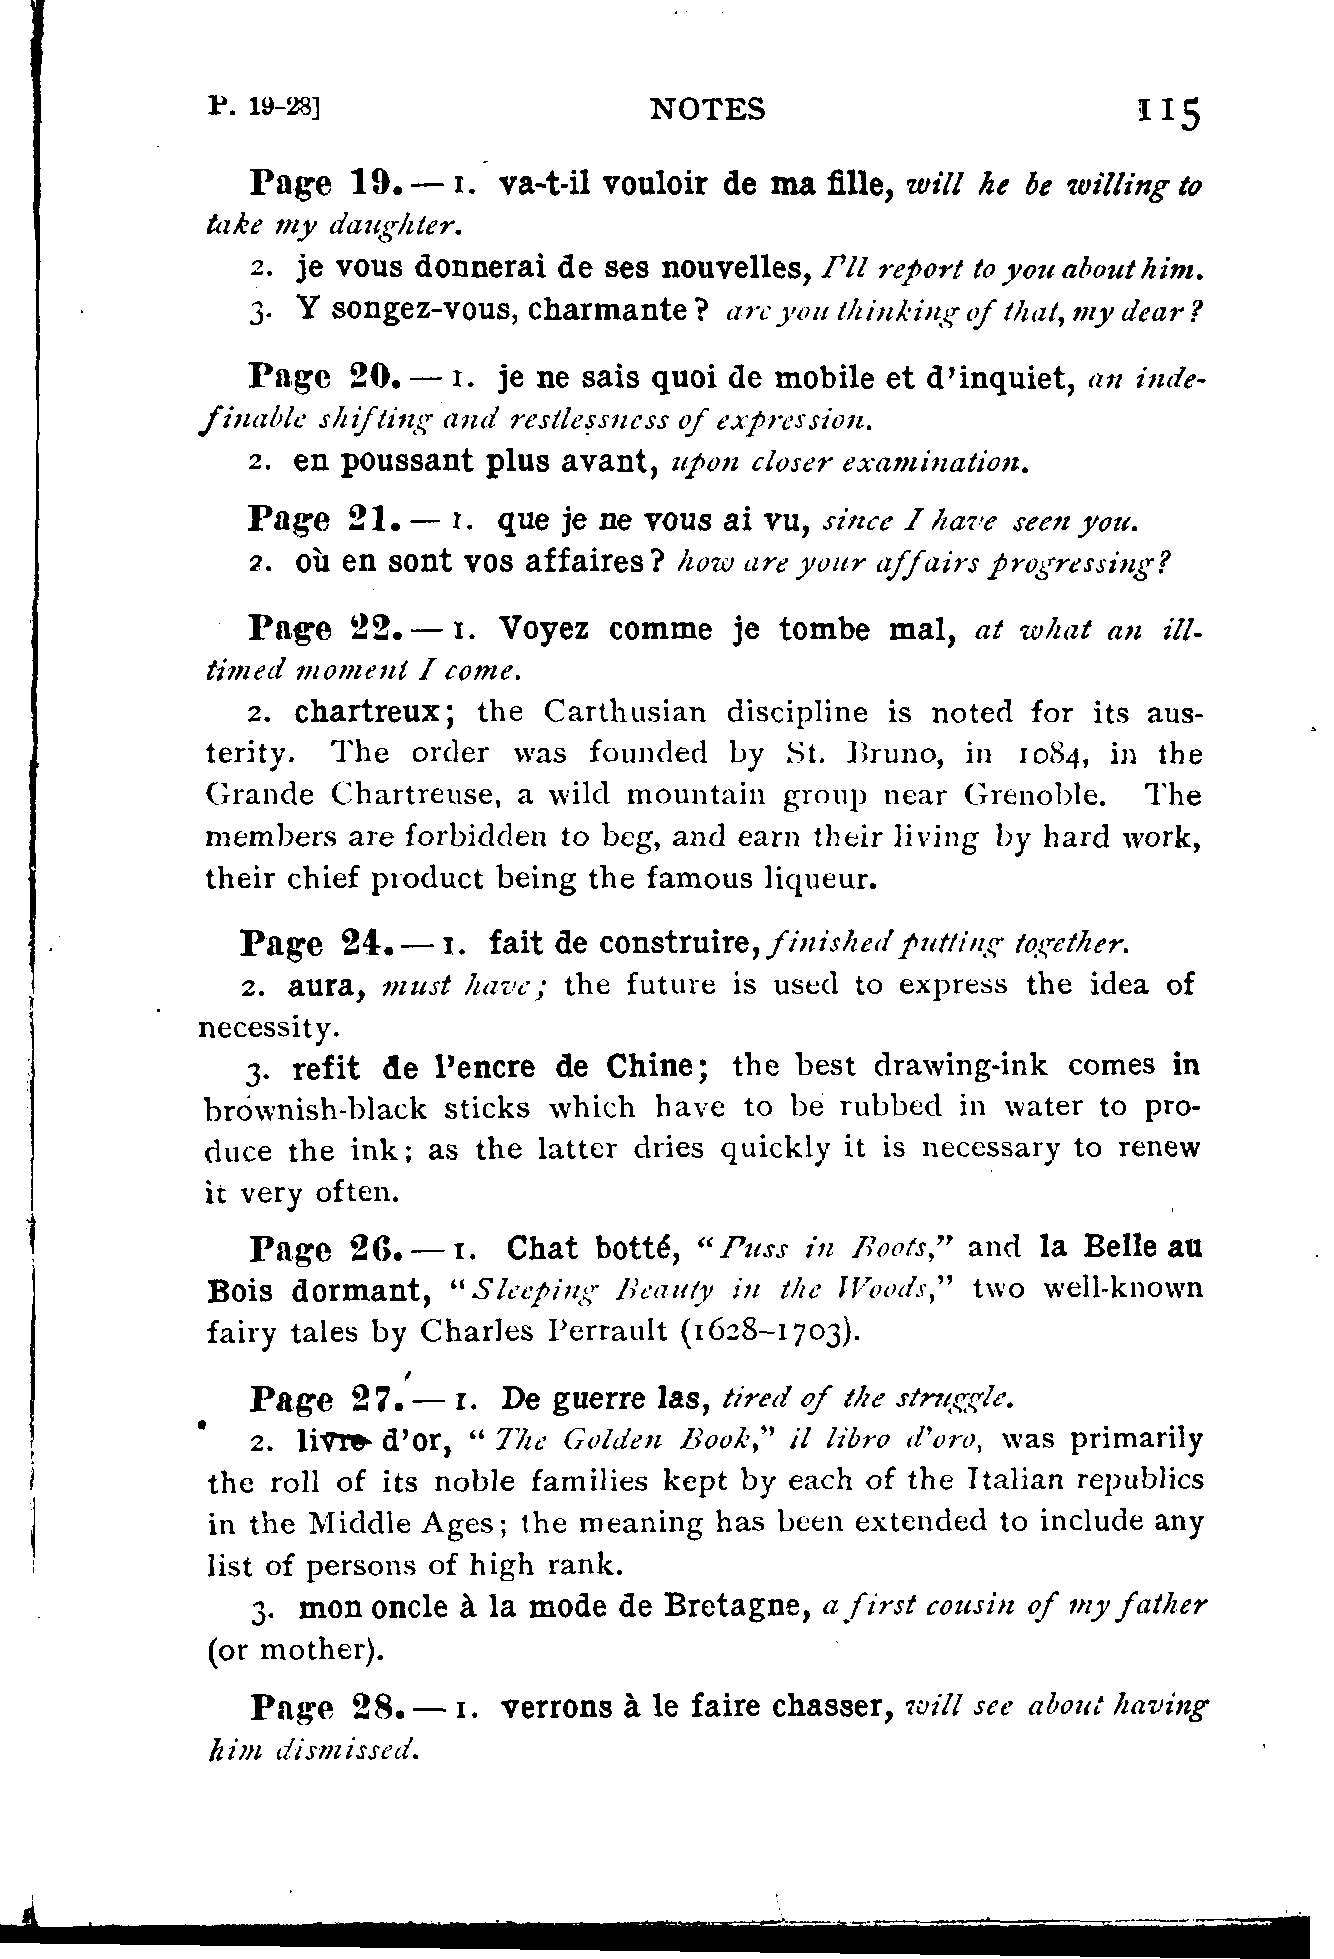 P. 19-28] NOTES 115
Page 19. — 1. va-t-il vouloir de ma fille, will he be willing to
take my daughter.
2. je vous donnerai de ses nouvelles, I'll report to you about him.
3. Y songez-vous, charmante? are you thinking of that, my dear?
Page 20. — 1. je ne sais quoi de mobile et d'inquiet, an inde-
finable shifting and restlessness of expression.
2. en poussant plus avant, upon closer examination.
Page 21. — 1. que je ne vous ai vu, since I have seen you.
2. où en sont vos affaires? how are your affairs progressing?
Page 22. — 1. Voyez comme je tombe mal, at what an ill-
timed moment I come.
2. chartreux; the Carthusian discipline is noted for its aus-
terity. The order was founded by St. Bruno, in 1084, in the
Grande Chartreuse, a wild mountain group near Grenoble. The
members are forbidden to beg, and earn their living by hard work,
their chief product being the famous liqueur.
Page 24. — 1. fait de construire, finished putting together.
2. aura, must have; the future is used to express the idea of
necessity.
3. refit de l'encre de Chine; the best drawing-ink comes in
brownish-black sticks which have to be rubbed in water to pro-
duce the ink; as the latter dries quickly it is necessary to renew
it very often.
Page 26. — 1. Chat botté, "Puss in Boots," and la Belle au
Bois dormant, "Sleeping Beauty in the Woods," two well-known
fairy tales by Charles Perrault (1628-1703).
Page 27. — 1. De guerre las, tired of the struggle.
2. livre d'or, "The Golden Book," il libro d'oro, was primarily
the roll of its noble families kept by each of the Italian republics
in the Middle Ages; the meaning has been extended to include any
list of persons of high rank.
3. mon oncle à la mode de Bretagne, a first cousin of my father
(or mother).
Page 28. — 1. verrons à le faire chasser, will see about having
him dismissed.